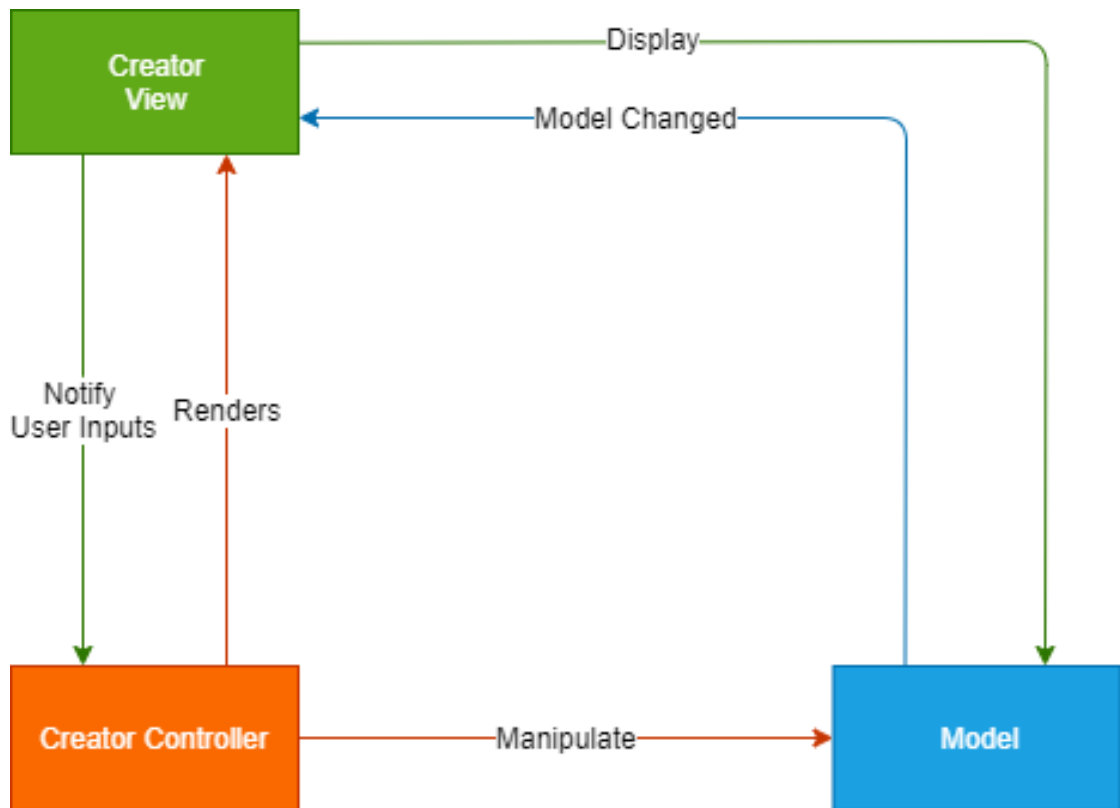 Creator
View
Display
Model Changed
Notify
User Inputs
Renders
Creator Controller
Manipulate
Model